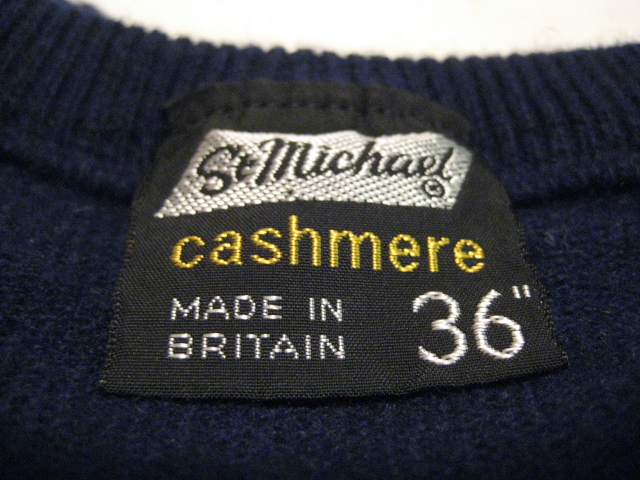 St Michael ©
cashmere
MADE IN
BRITAIN
36"